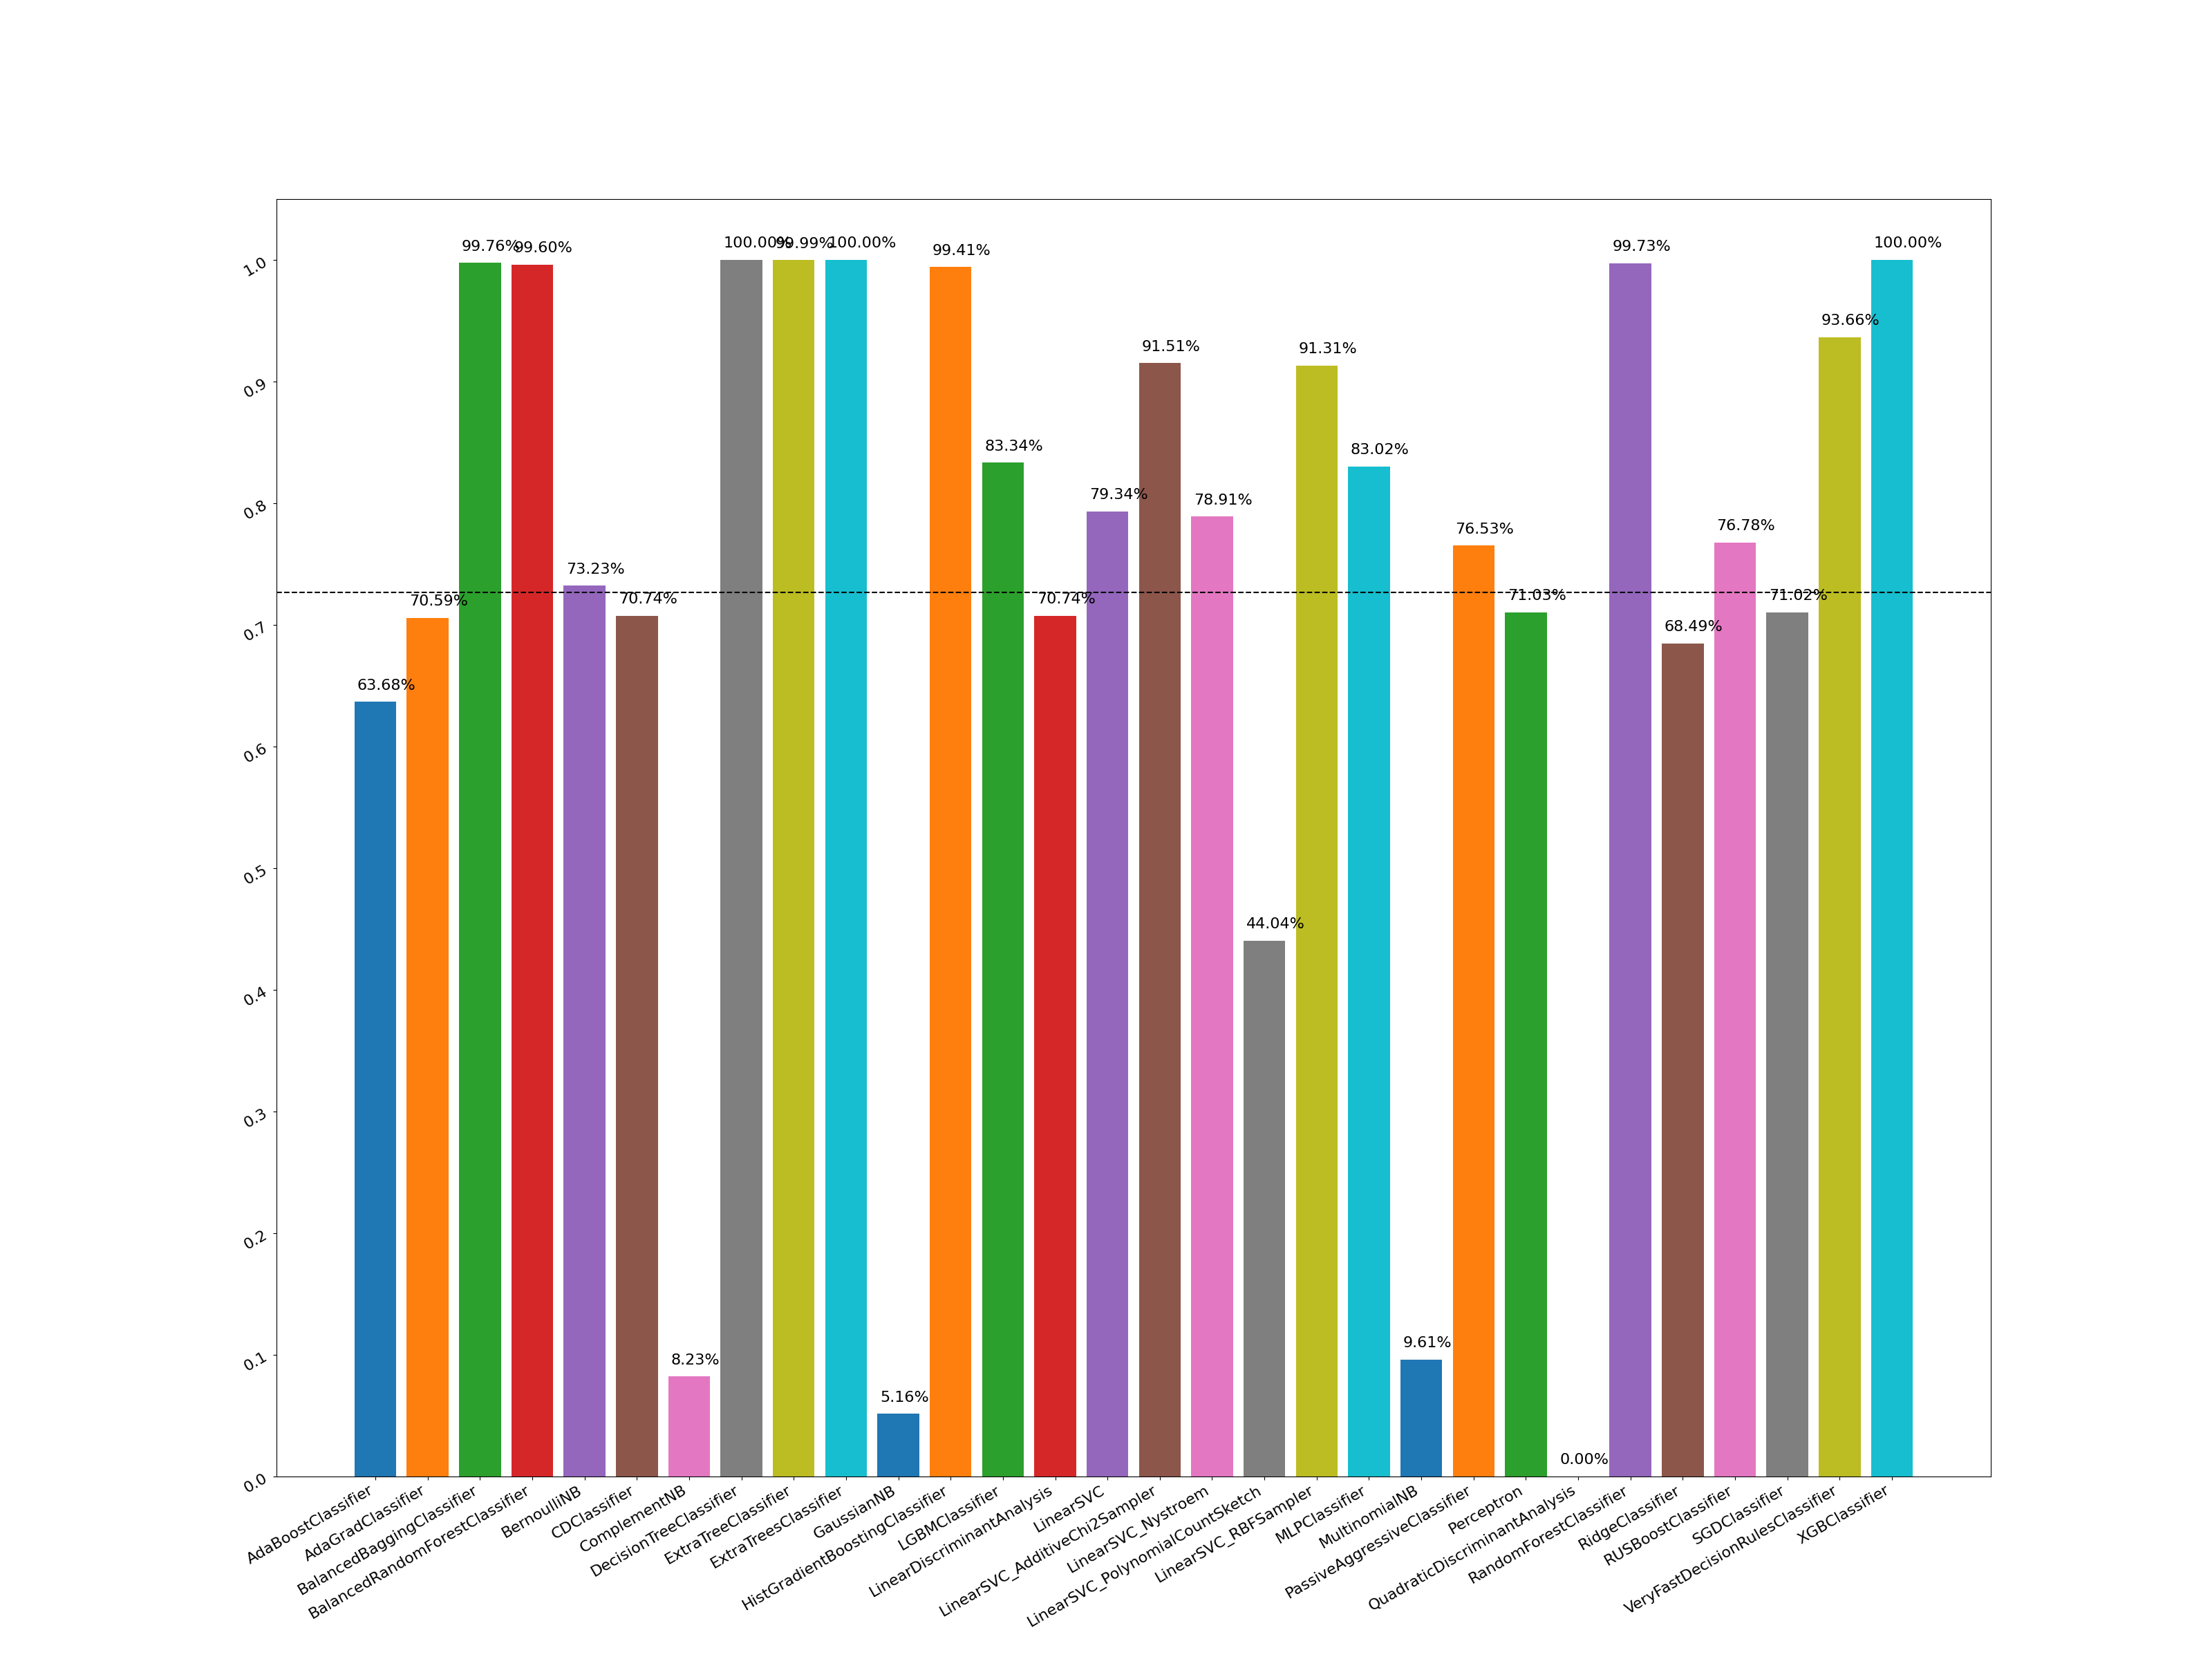 1.0
0.9
0.8
0.7
0.6
0.5
0.4
0.3
0.2
0.1
0.0
63.68%
70.59%
99.76%
99.60%
73.23%
70.74%
8.23%
100.00%
99.99%
100.00%
5.16%
99.41%
83.34%
70.74%
79.34%
91.51%
78.91%
44.04%
91.31%
83.02%
9.61%
76.53%
71.03%
0.00%
99.73%
68.49%
76.78%
71.02%
93.66%
100.00%
AdaBoostClassifier
AdaGradClassifier
BalancedBaggingClassifier
BalancedRandomForestClassifier
BernoulliNB
CDClassifier
ComplementNB
DecisionTreeClassifier
ExtraTreeClassifier
ExtraTreesClassifier
GaussianNB
HistGradientBoostingClassifier
LGBMClassifier
LinearDiscriminantAnalysis
LinearSVC
LinearSVC_AdditiveChi2Sampler
LinearSVC_Nystroem
LinearSVC_PolynomialCountSketch
LinearSVC_RBFSampler
MLPClassifier
MultinomialNB
PassiveAggressiveClassifier
Perceptron
QuadraticDiscriminantAnalysis
RandomForestClassifier
RidgeClassifier
RUSBoostClassifier
SGDClassifier
VeryFastDecisionRulesClassifier
XGBClassifier